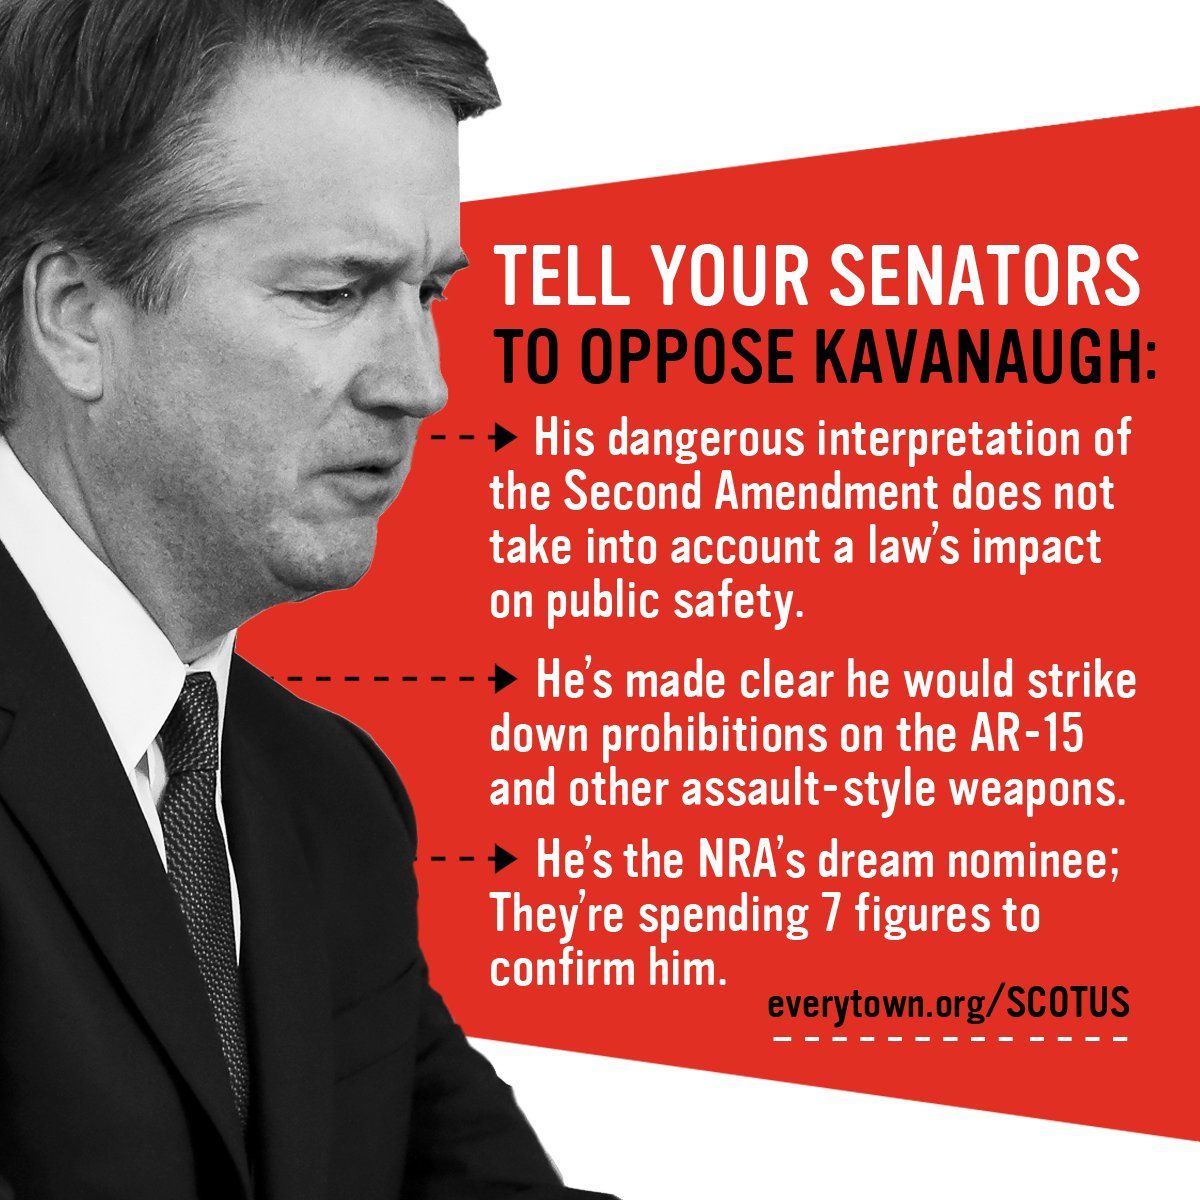 TELL YOUR SENATORS
TO OPPOSE KAVANAUGH:
His dangerous interpretation of
the Second Amendment does not
take into account a law's impact
on public safety.
He's made clear he would strike
down prohibitions on the AR-15
and other assault-style weapons.
He's the NRA's dream nominee;
They're spending 7 figures to
confirm him.
everytown.org/SCOTUS